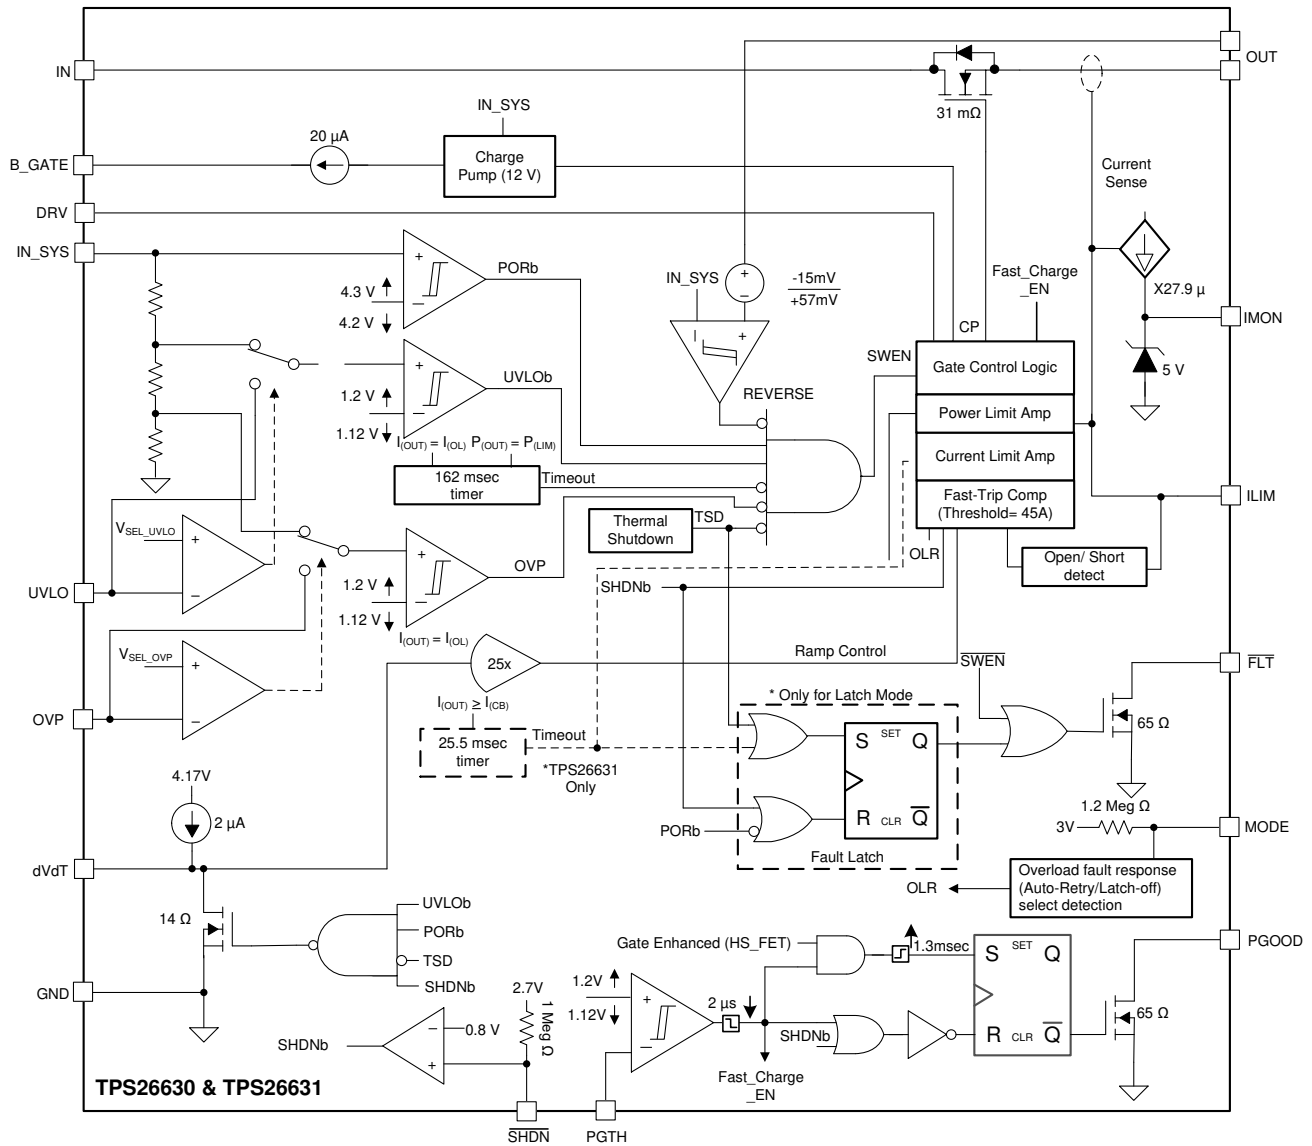 OUT
IN
31 mΩ
IN_SYS
20 µA
Charge
Pump (12 V)
B_GATE
Current
Sense
DRV
IN_SYS
+
PORb
4.3 V
4.2 V
−
IN_SYS
+
−
-15mV
+57mV
Fast_Charge
_EN
X27.9 µ
IMON
CP
5 V
+
+
UVLOb
1.2 V
1.12 V
−
REVERSE
SWEN
Gate Control Logic
Power Limit Amp
Current Limit Amp
Fast-Trip Comp
(Threshold= 45A)
I(OUT) = I(OL)
P(OUT) = P(LIM)
162 msec
timer
Timeout
ILIM
Thermal
Shutdown
TSD
OLR
Open/ Short
detect
VSEL_UVLO
+
−
UVLO
+
OVP
1.2 V
1.12 V
−
SHDNb
I(OUT) = I(OL)
25x
Ramp Control
SWEN
FLT
VSEL_OVP
+
−
OVP
I(OUT) ≥ I(CB)
25.5 msec
timer
Timeout
*TPS26631
Only
* Only for Latch Mode
S
SET
Q
R
CLR
Q
PORb
Fault Latch
65 Ω
4.17V
2 µA
dVdT
1.2 Meg Ω
3V
MODE
Overload fault response
(Auto-Retry/Latch-off)
select detection
OLR
14 Ω
UVLOb
PORb
TSD
SHDNb
GND
Gate Enhanced (HS_FET)
1.3msec
S
SET
Q
R
CLR
Q
PGOOD
65 Ω
1.2V
1.12V
+
−
2 µs
SHDNb
Fast_Charge
_EN
2.7V
1 Meg Ω
0.8 V
−
+
SHDNb
TPS26630 & TPS26631
SHDN
PGTH